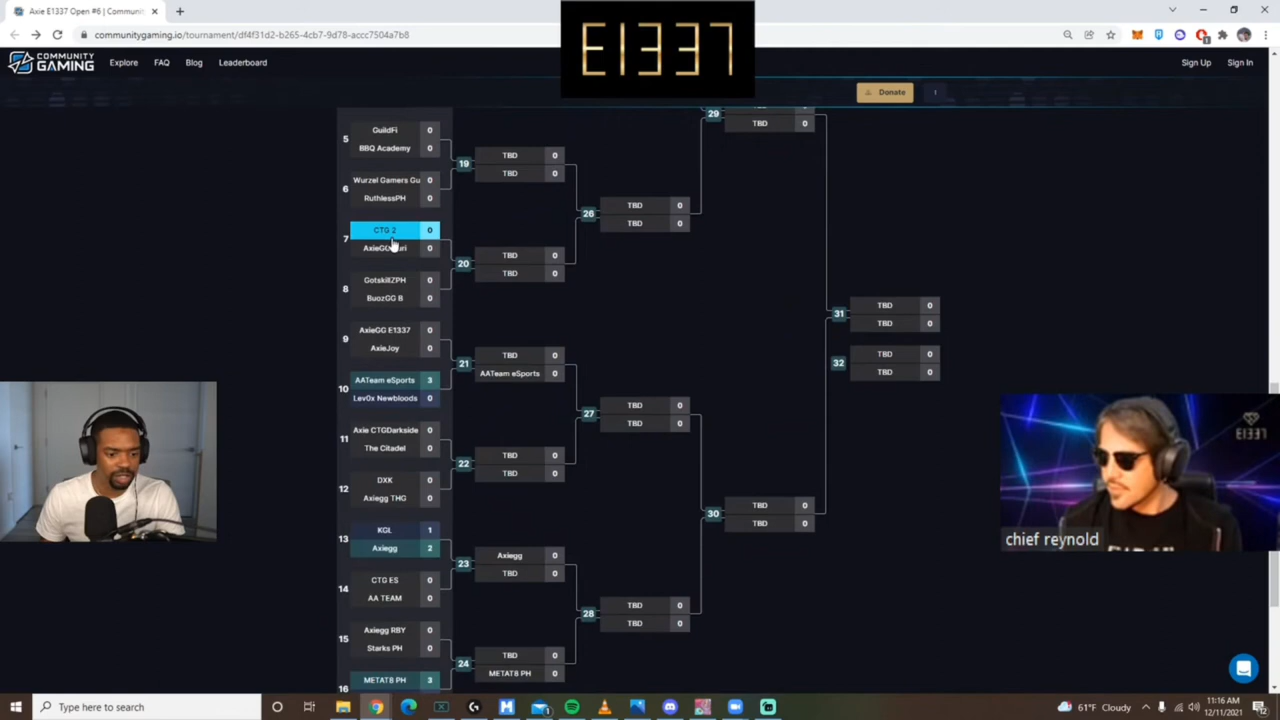 Axie E1337 Open #6 | Communi
communitygaming.io/tournament/df4f31d2-b265-4cb7-9d78-accc7504a7b8
E1337
COMMUNITY GAMING
Explore
FAQ
Blog
Leaderboard
Sign Up
Sign In
Donate
29
TBD 0
TBD 0
5
GuildFi 0
BBQ Academy 0
19
TBD 0
TBD 0
6
Wurzel Gamers Gu 0
RuthlessPH 0
26
TBD 0
TBD 0
7
CTG 2 0
0
20
TBD 0
TBD 0
8
GotskillZPH 0
BuozGG B 0
31
TBD 0
TBD 0
9
AxieGG E1337 0
AxieJoy 0
21
TBD 0
AATeam eSports 0
32
TBD 0
TBD 0
10
AATeam eSports 3
Lev0x Newbloods 0
27
TBD 0
TBD 0
11
Axie CTGDarkside 0
The Citadel 0
22
TBD 0
TBD 0
12
DXK 0
Axiegg THG 0
30
TBD 0
TBD 0
13
KGL 1
Axiegg 2
23
Axiegg 0
TBD 0
14
CTG ES 0
AA TEAM 0
28
TBD 0
TBD 0
15
Axiegg RBY 0
Starks PH 0
24
TBD 0
METAT8 PH 0
16
METAT8 PH 3
E1337
chief reynold
Type here to search
61°F Cloudy
11:16 AM
12/11/2021